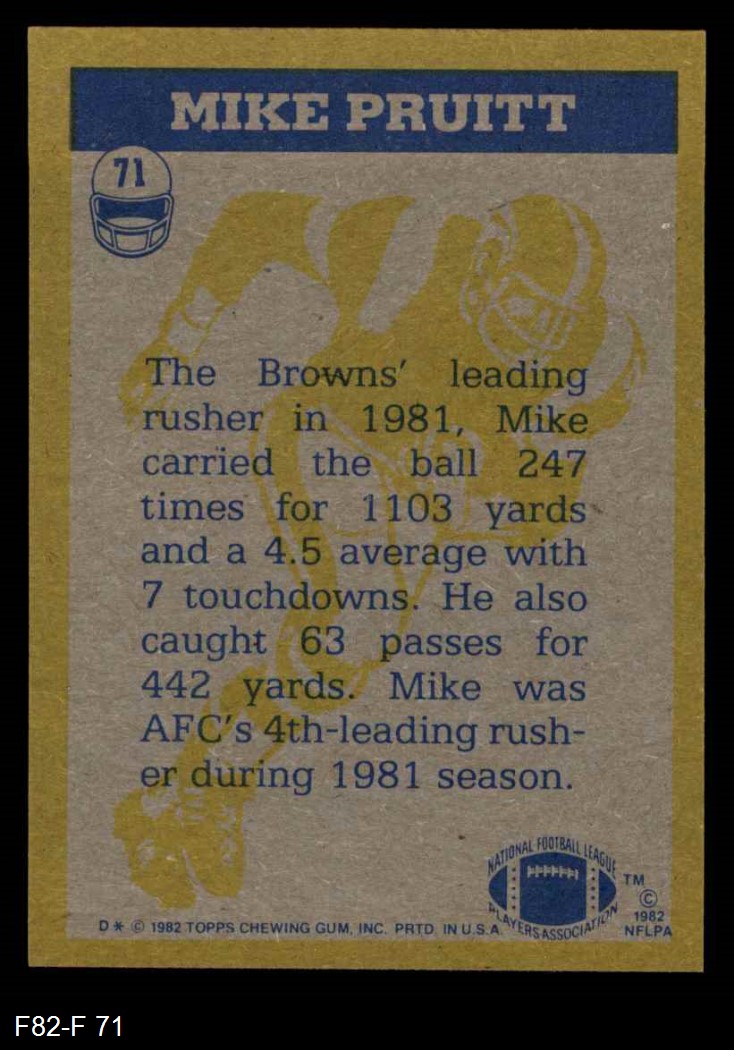 MIKE PRUITT
71
The Browns' leading
rusher in 1981, Mike
carried the ball 247
times for 1103 yards
and a 4.5 average with
7 touchdowns. He also
caught 63 passes for
442 yards. Mike was
AFC's 4th-leading rush-
er during 1981 season.
NATIONAL FOOTBALL LEAGUE
PLAYERS ASSOCIATION
TM
©
1982
NFLPA
D * © 1982 TOPPS CHEWING GUM, INC. PRTD. IN U.S.A.
F82-F 71